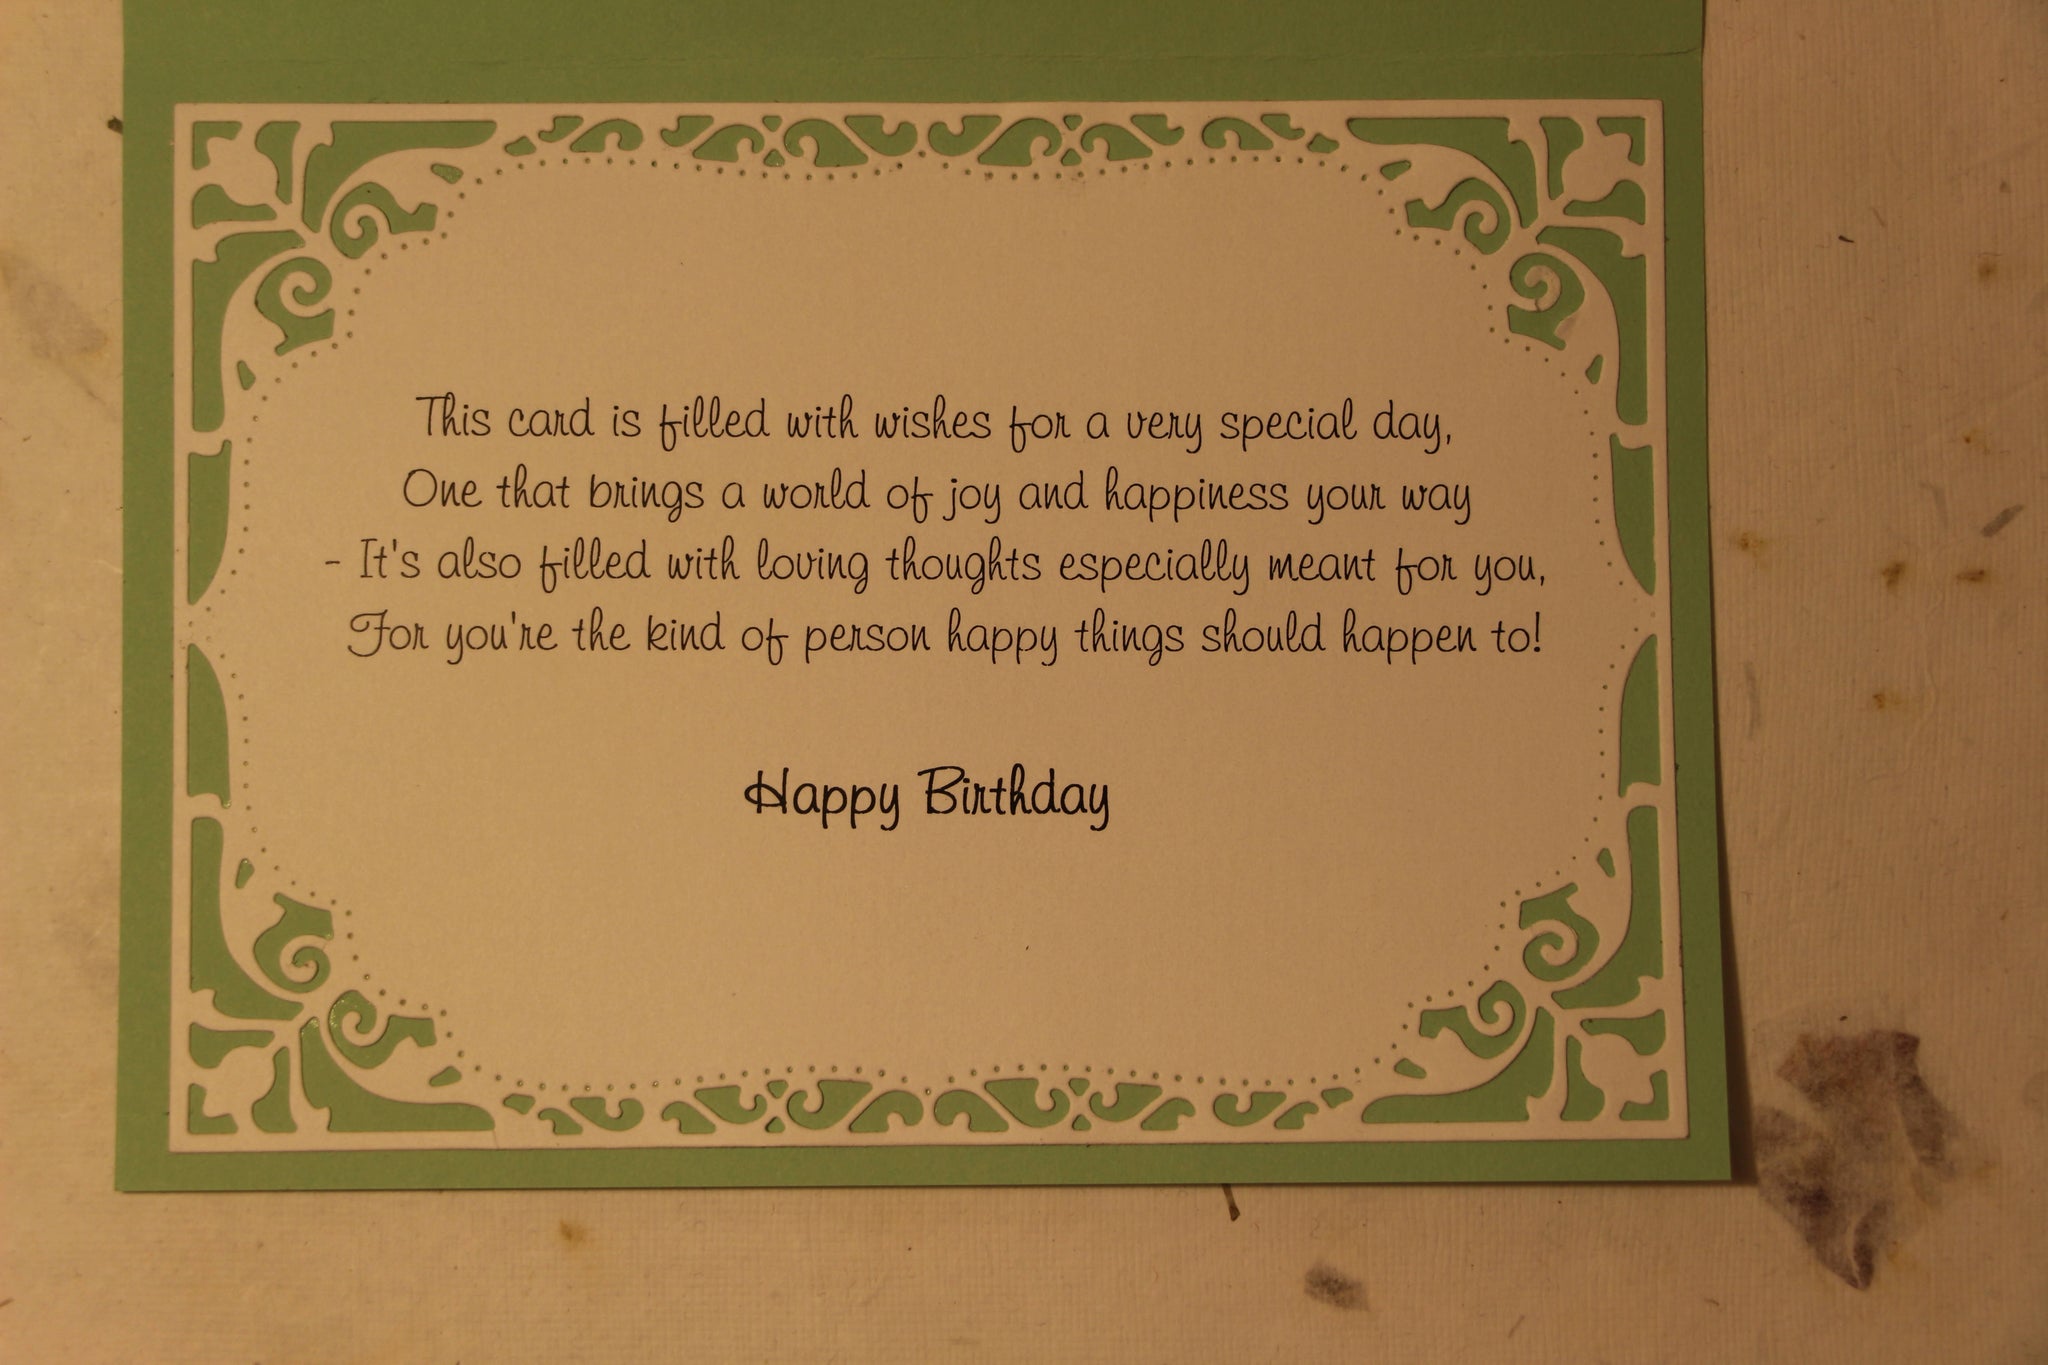 This card is filled with wishes for a very special day,
One that brings a world of joy and happiness your way
- It's also filled with loving thoughts especially meant for you,
For you're the kind of person happy things should happen to!
Happy Birthday